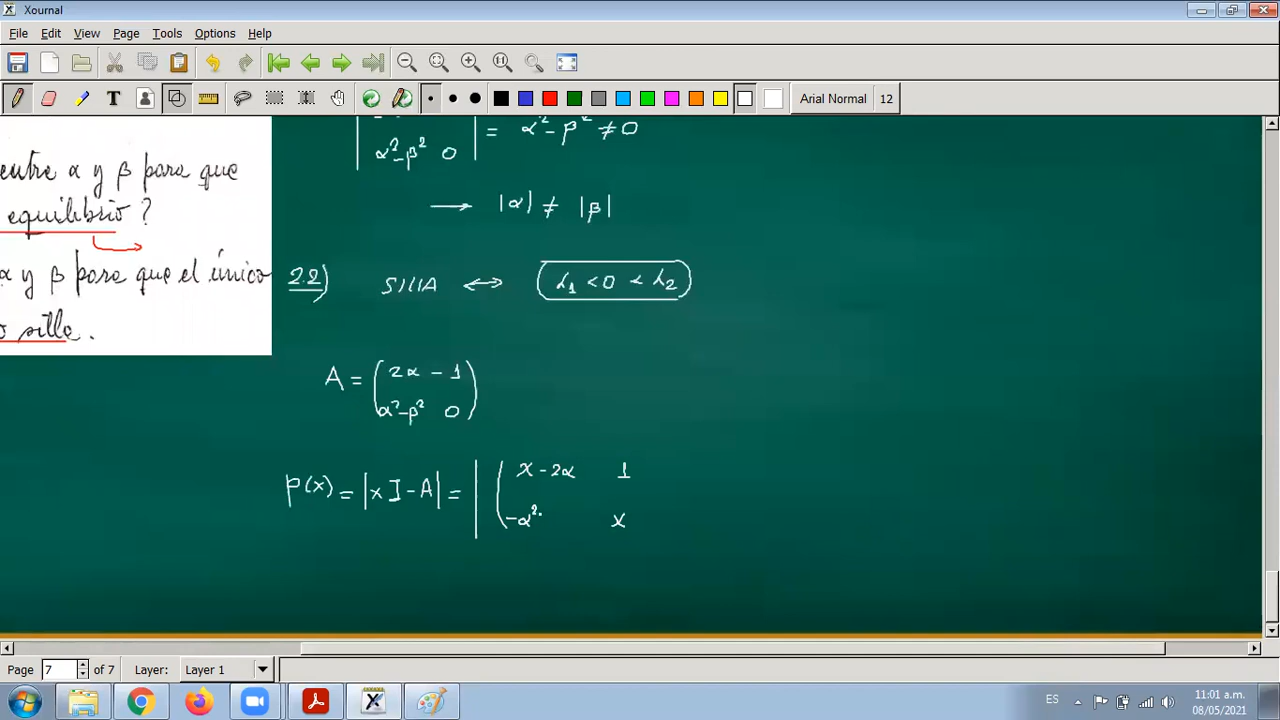 Xournal
File Edit View Page Tools Options Help
Arial Normal 12
entre α y β para que
equilibrio ?
α y β para que el único
silla.
α²-β² 0 = α²-β² ≠ 0
→ |α| ≠ |β|
2.2) SILLA ↔ λ₁ < 0 < λ₂
A = (2α - 1
α²-β² 0)
P(x) = |xI - A| = | (x - 2α 1
-α² x
Page 7 of 7 Layer: Layer 1
ES 11:01 a.m.
08/05/2021